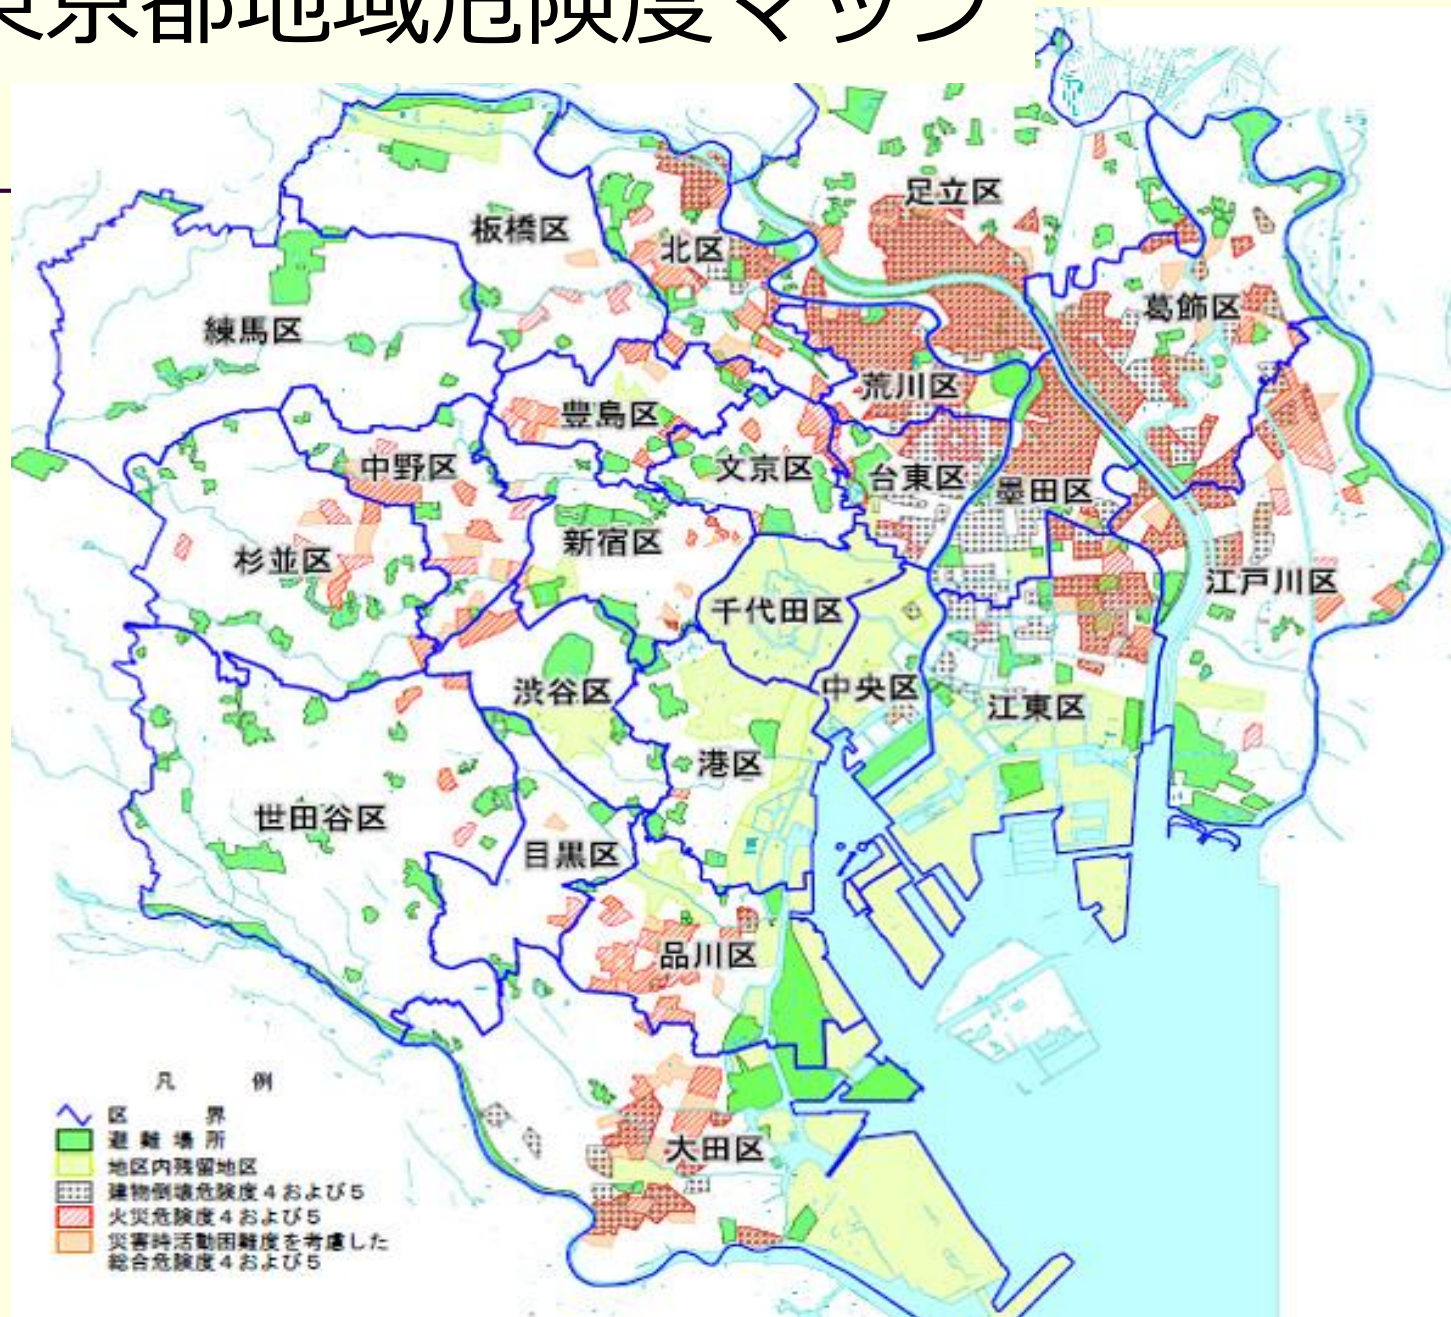 東京都地域危険度マップ
足立区
板橋区
北区
葛飾区
練馬区
荒川区
豊島区
中野区
文京区
台東区
墨田区
新宿区
杉並区
江戸川区
千代田区
渋谷区
中央区
江東区
港区
世田谷区
目黒区
品川区
大田区
凡例
区界
避難場所
地区内残留地区
建物倒壊危険度4および5
火災危険度4および5
災害時活動困難度を考慮した
総合危険度4および5